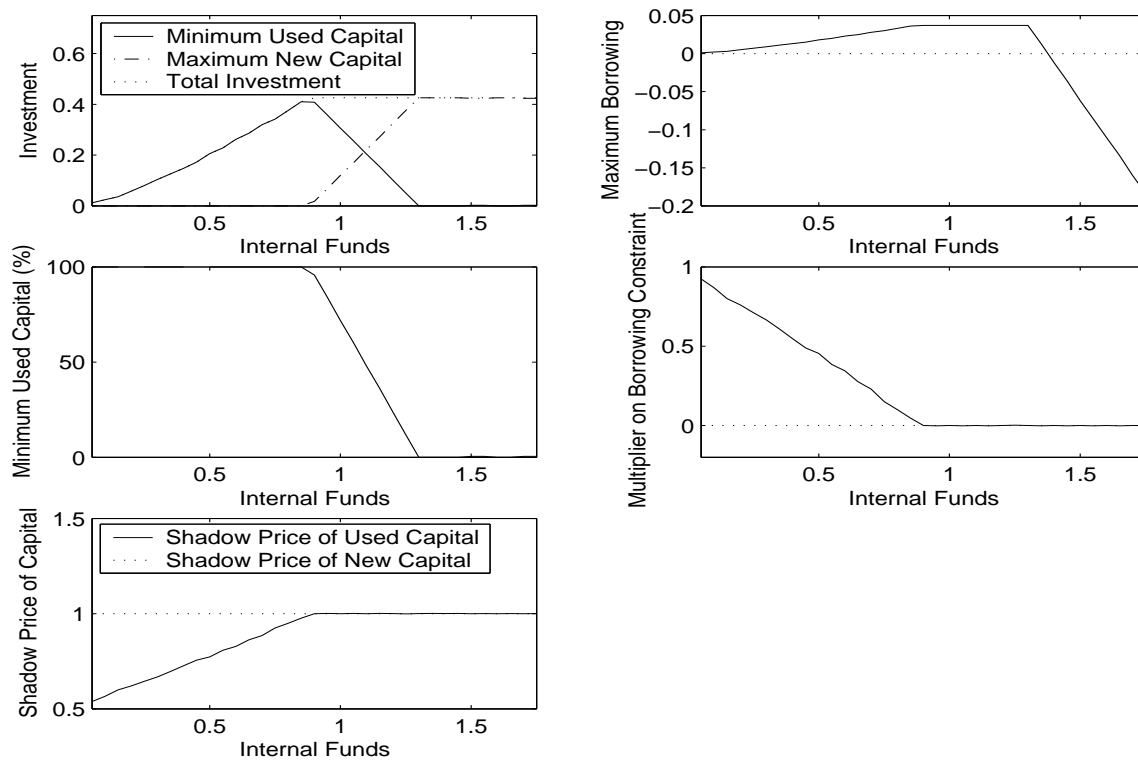 Investment
0.6
0.4
0.2
0
Minimum Used Capital
Maximum New Capital
Total Investment
0.5
1
1.5
Internal Funds
Maximum Borrowing
0.05
0
−0.05
−0.1
−0.15
−0.2
0.5
1
1.5
Internal Funds
Minimum Used Capital (%)
100
50
0
0.5
1
1.5
Internal Funds
Multiplier on Borrowing Constraint
1
0.5
0
0.5
1
1.5
Internal Funds
Shadow Price of Capital
1.5
1
0.5
Shadow Price of Used Capital
Shadow Price of New Capital
0.5
1
1.5
Internal Funds